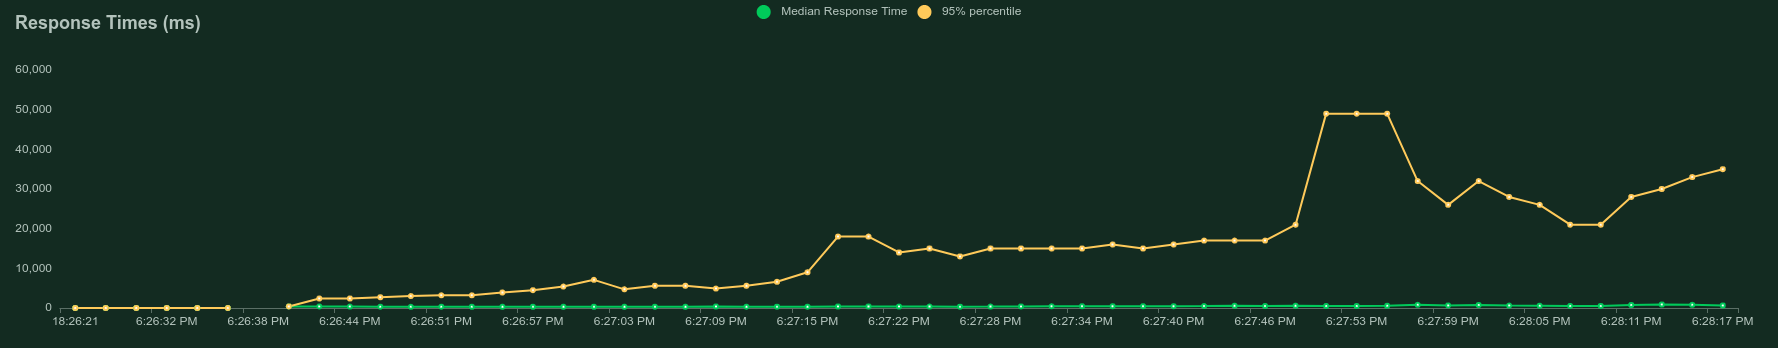 Response Times (ms)
Median Response Time 95% percentile
60,000
50,000
40,000
30,000
20,000
10,000
0
18:26:21 6:26:32 PM 6:26:38 PM 6:26:44 PM 6:26:51 PM 6:26:57 PM 6:27:03 PM 6:27:09 PM 6:27:15 PM 6:27:22 PM 6:27:28 PM 6:27:34 PM 6:27:40 PM 6:27:46 PM 6:27:53 PM 6:27:59 PM 6:28:05 PM 6:28:11 PM 6:28:17 PM